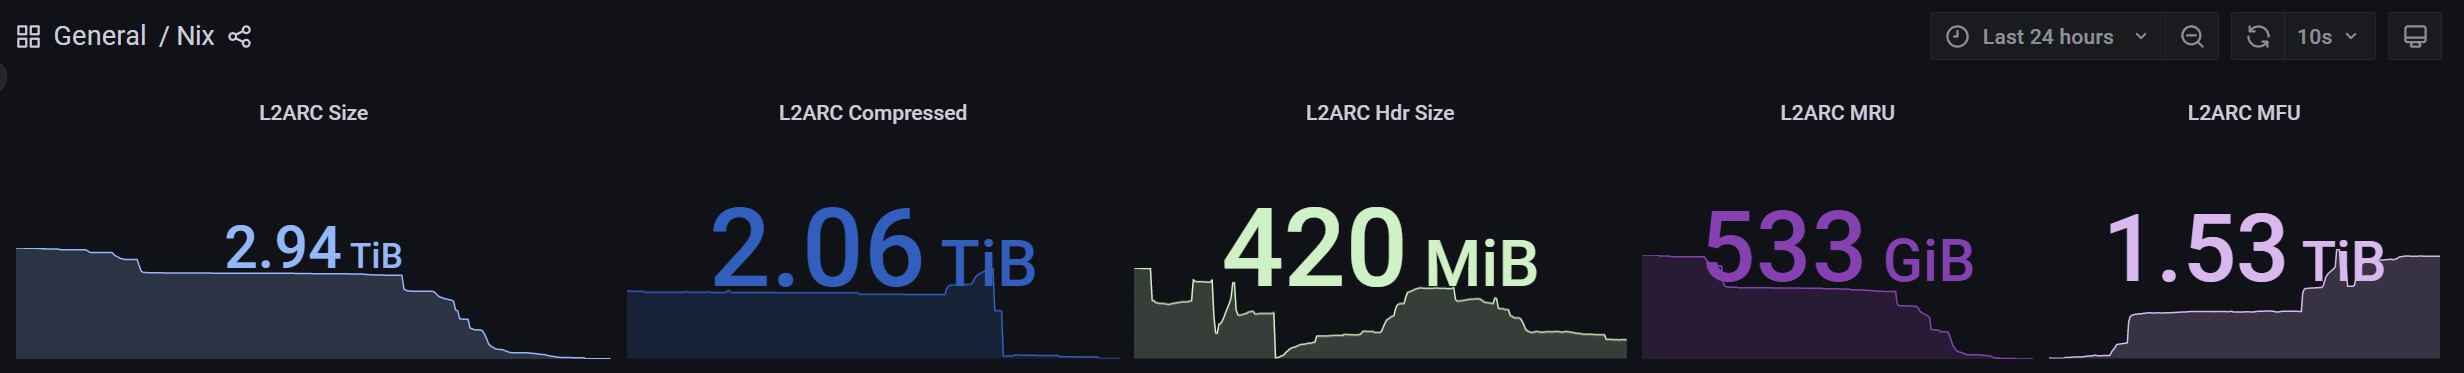 General / Nix
Last 24 hours
10s
L2ARC Size
2.94 TiB
L2ARC Compressed
2.06 TiB
L2ARC Hdr Size
420 MiB
L2ARC MRU
533 GiB
L2ARC MFU
1.53 TiB